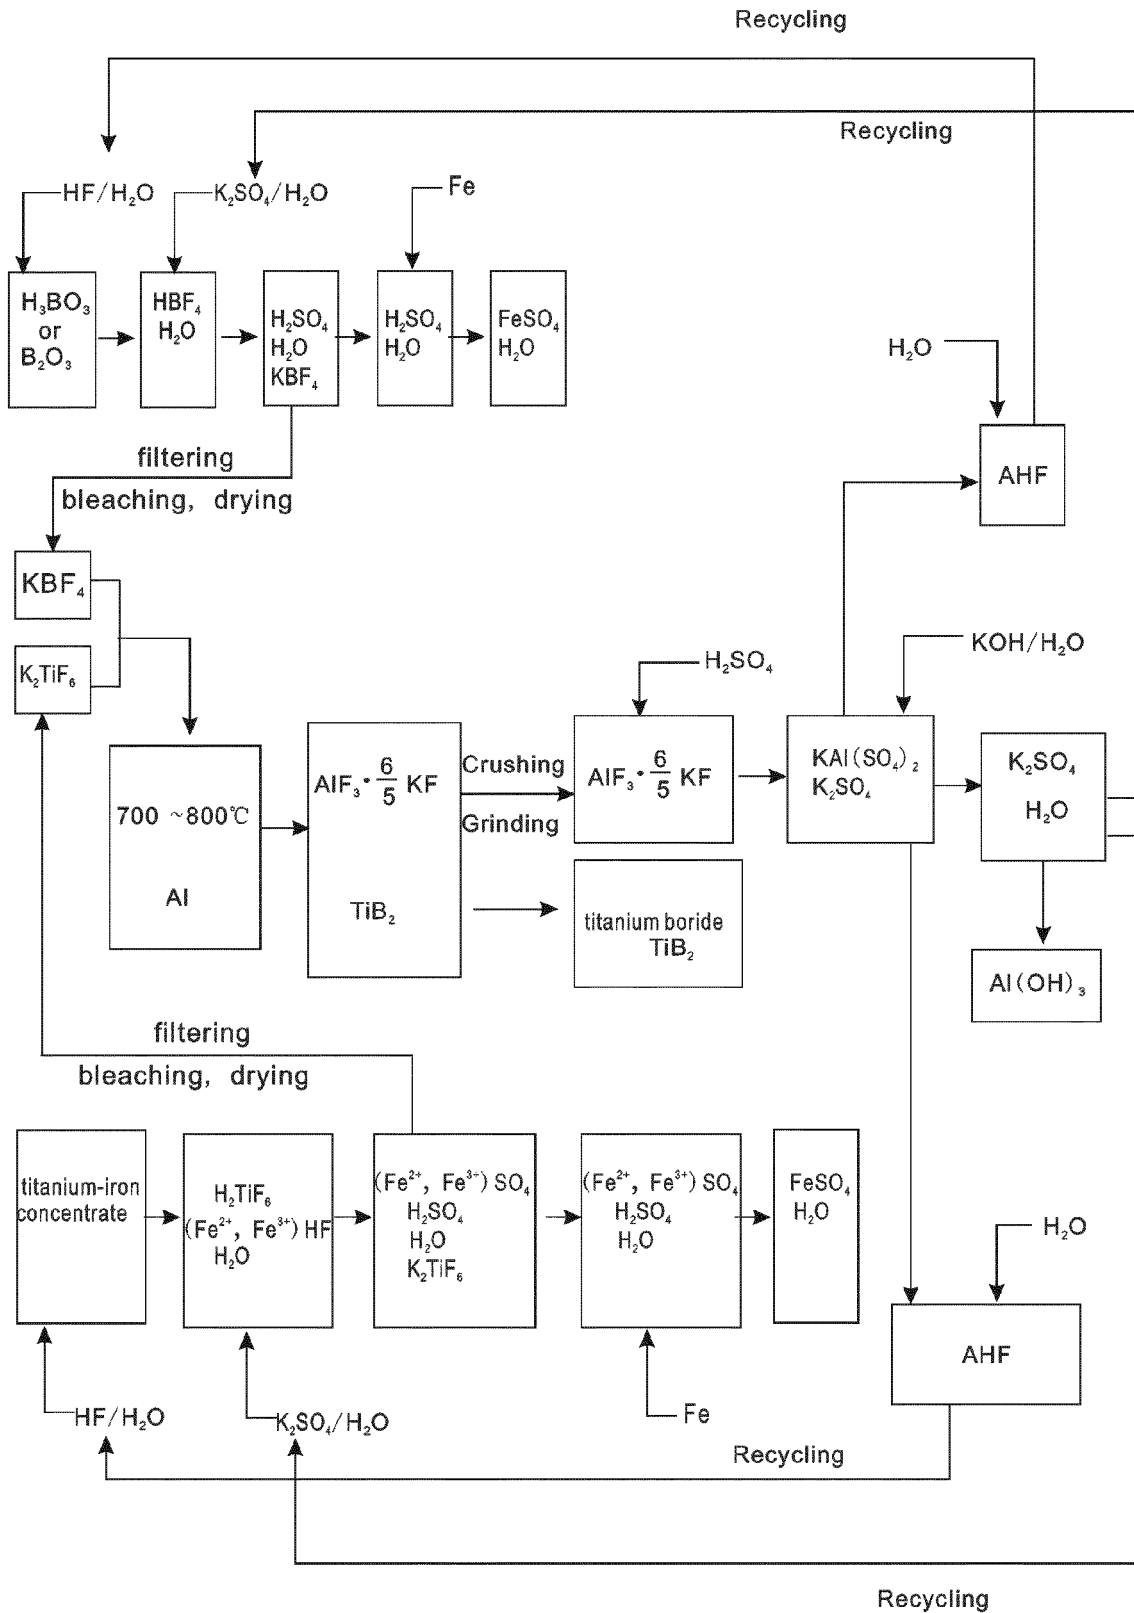 Recycling
Recycling
HF/H₂O
K₂SO₄/H₂O
Fe
H₃BO₃
or
B₂O₃
HBF₄
H₂O
H₂SO₄
H₂O
KBF₄
H₂SO₄
H₂O
FeSO₄
H₂O
H₂O
AHF
filtering
bleaching, drying
KBF₄
K₂TiF₆
H₂SO₄
KOH/H₂O
700 ~800℃
Al
AlF₃·6/5 KF
TiB₂
Crushing
Grinding
AlF₃·6/5 KF
titanium boride
TiB₂
KAl(SO₄)₂
K₂SO₄
K₂SO₄
H₂O
Al(OH)₃
filtering
bleaching, drying
titanium-iron
concentrate
H₂TiF₆
(Fe²⁺, Fe³⁺)HF
H₂O
(Fe²⁺, Fe³⁺)SO₄
H₂SO₄
H₂O
K₂TiF₆
(Fe²⁺, Fe³⁺)SO₄
H₂SO₄
H₂O
FeSO₄
H₂O
H₂O
AHF
HF/H₂O
K₂SO₄/H₂O
Fe
Recycling
Recycling